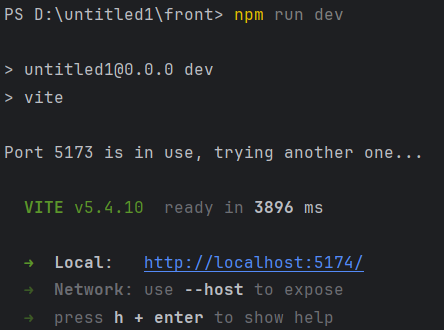 PS D:\untitled1\front> npm run dev
> untitled1@0.0.0 dev
> vite
Port 5173 is in use, trying another one...
VITE v5.4.10 ready in 3896 ms
➜ Local: http://localhost:5174/
➜ Network: use --host to expose
➜ press h + enter to show help